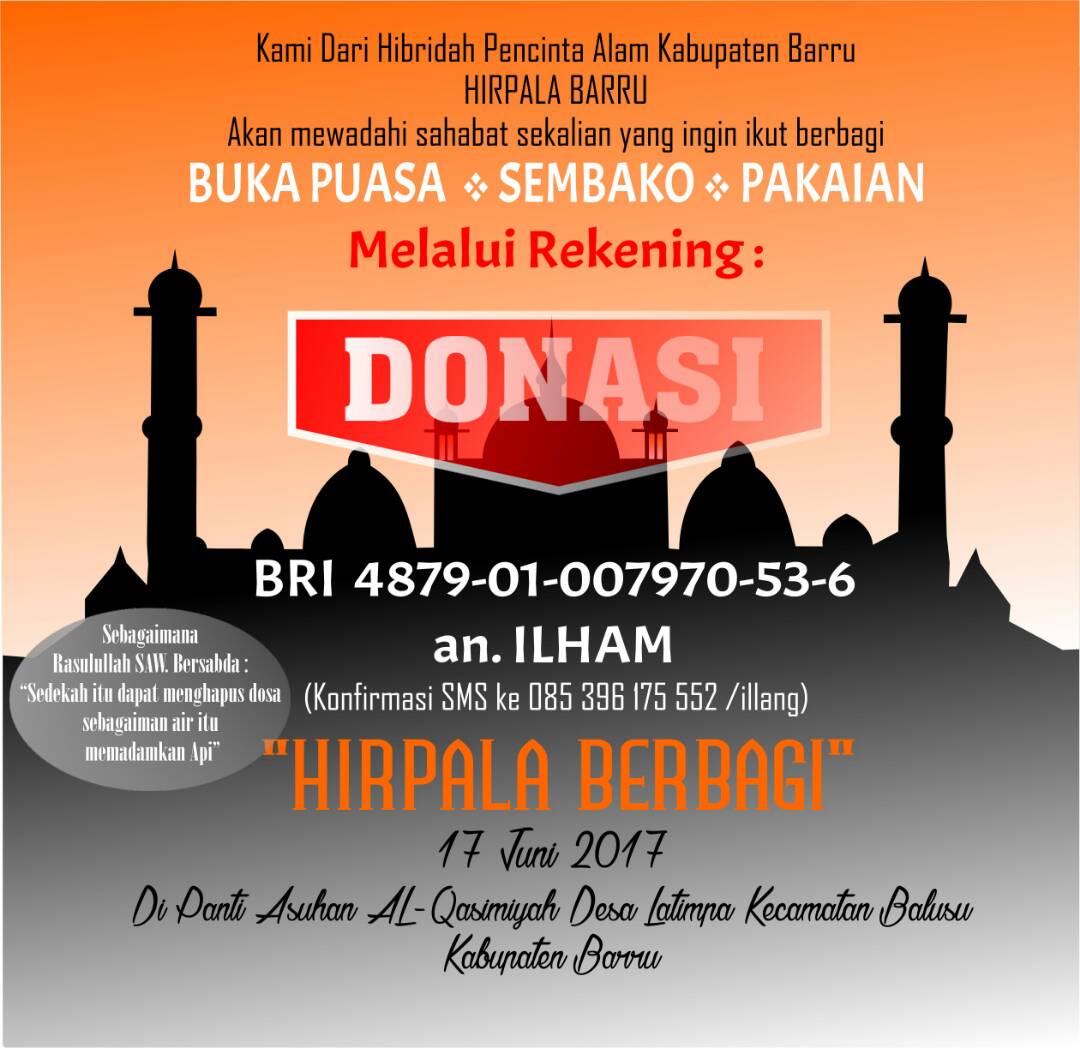 Kami Dari Hibridah Pencinta Alam Kabupaten Barru
HIRPALA BARRU
Akan mewadahi sahabat sekalian yang ingin ikut berbagi
BUKA PUASA ❖ SEMBAKO ❖ PAKAIAN
Melalui Rekening :
DONASI
BRI 4879-01-007970-53-6
an. ILHAM
(Konfirmasi SMS ke 085 396 175 552 /illang)
Sebagaimana
Rasulullah SAW. Bersabda :
“Sedekah itu dapat menghapus dosa
sebagaiman air itu
memadamkan Api”
"HIRPALA BERBAGI"
17 Juni 2017
Di Panti Asuhan AL-Qasimiyah Desa Latimpa Kecamatan Balusu
Kabupaten Barru